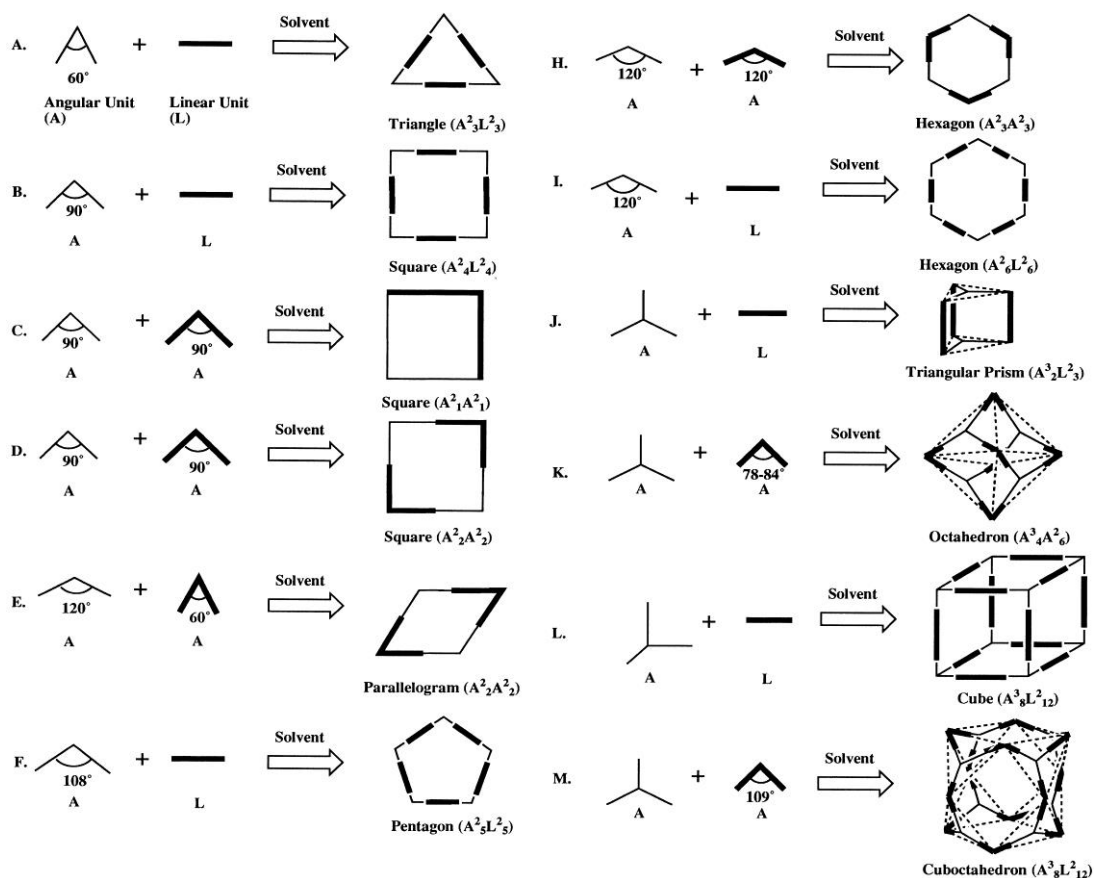 A.
+
Solvent
60°
Angular Unit
(A)
Linear Unit
(L)
Triangle (A²₃L²₃)
B.
+
Solvent
90°
A
L
Square (A²₄L²₄)
C.
+
Solvent
90°
90°
A
A
Square (A²₁A²₁)
D.
+
Solvent
90°
90°
A
A
Square (A²₂A²₂)
E.
+
Solvent
120°
60°
A
A
Parallelogram (A²₂A²₂)
F.
+
Solvent
108°
A
L
Pentagon (A²₅L²₅)
H.
+
Solvent
120°
120°
A
A
Hexagon (A²₃A²₃)
I.
+
Solvent
120°
A
L
Hexagon (A²₆L²₆)
J.
+
Solvent
A
L
Triangular Prism (A³₂L²₃)
K.
+
Solvent
78-84°
A
A
Octahedron (A³₄A²₆)
L.
+
Solvent
A
L
Cube (A³₈L²₁₂)
M.
+
Solvent
109°
A
A
Cuboctahedron (A³₈L²₁₂)